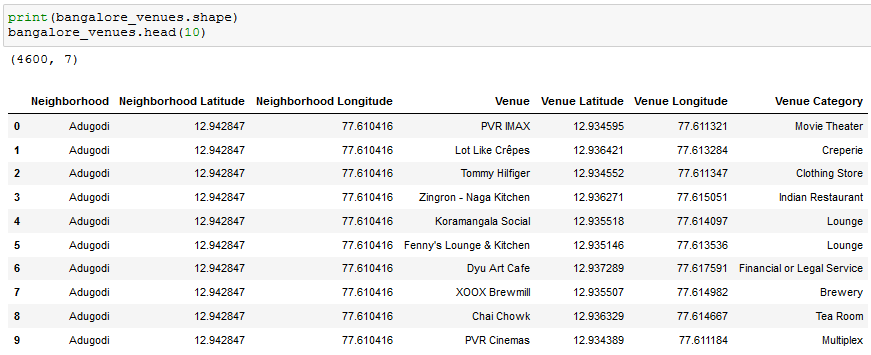 print(bangalore_venues.shape)
bangalore_venues.head(10)
(4600, 7)
Neighborhood Neighborhood Latitude Neighborhood Longitude Venue Venue Latitude Venue Longitude Venue Category
0 Adugodi 12.942847 77.610416 PVR IMAX 12.934595 77.611321 Movie Theater
1 Adugodi 12.942847 77.610416 Lot Like Crêpes 12.936421 77.613284 Creperie
2 Adugodi 12.942847 77.610416 Tommy Hilfiger 12.934552 77.611347 Clothing Store
3 Adugodi 12.942847 77.610416 Zingron - Naga Kitchen 12.936271 77.615051 Indian Restaurant
4 Adugodi 12.942847 77.610416 Koramangala Social 12.935518 77.614097 Lounge
5 Adugodi 12.942847 77.610416 Fenny's Lounge & Kitchen 12.935146 77.613536 Lounge
6 Adugodi 12.942847 77.610416 Dyu Art Cafe 12.937289 77.617591 Financial or Legal Service
7 Adugodi 12.942847 77.610416 XOOX Brewmill 12.935507 77.614982 Brewery
8 Adugodi 12.942847 77.610416 Chai Chowk 12.936329 77.614667 Tea Room
9 Adugodi 12.942847 77.610416 PVR Cinemas 12.934389 77.611184 Multiplex